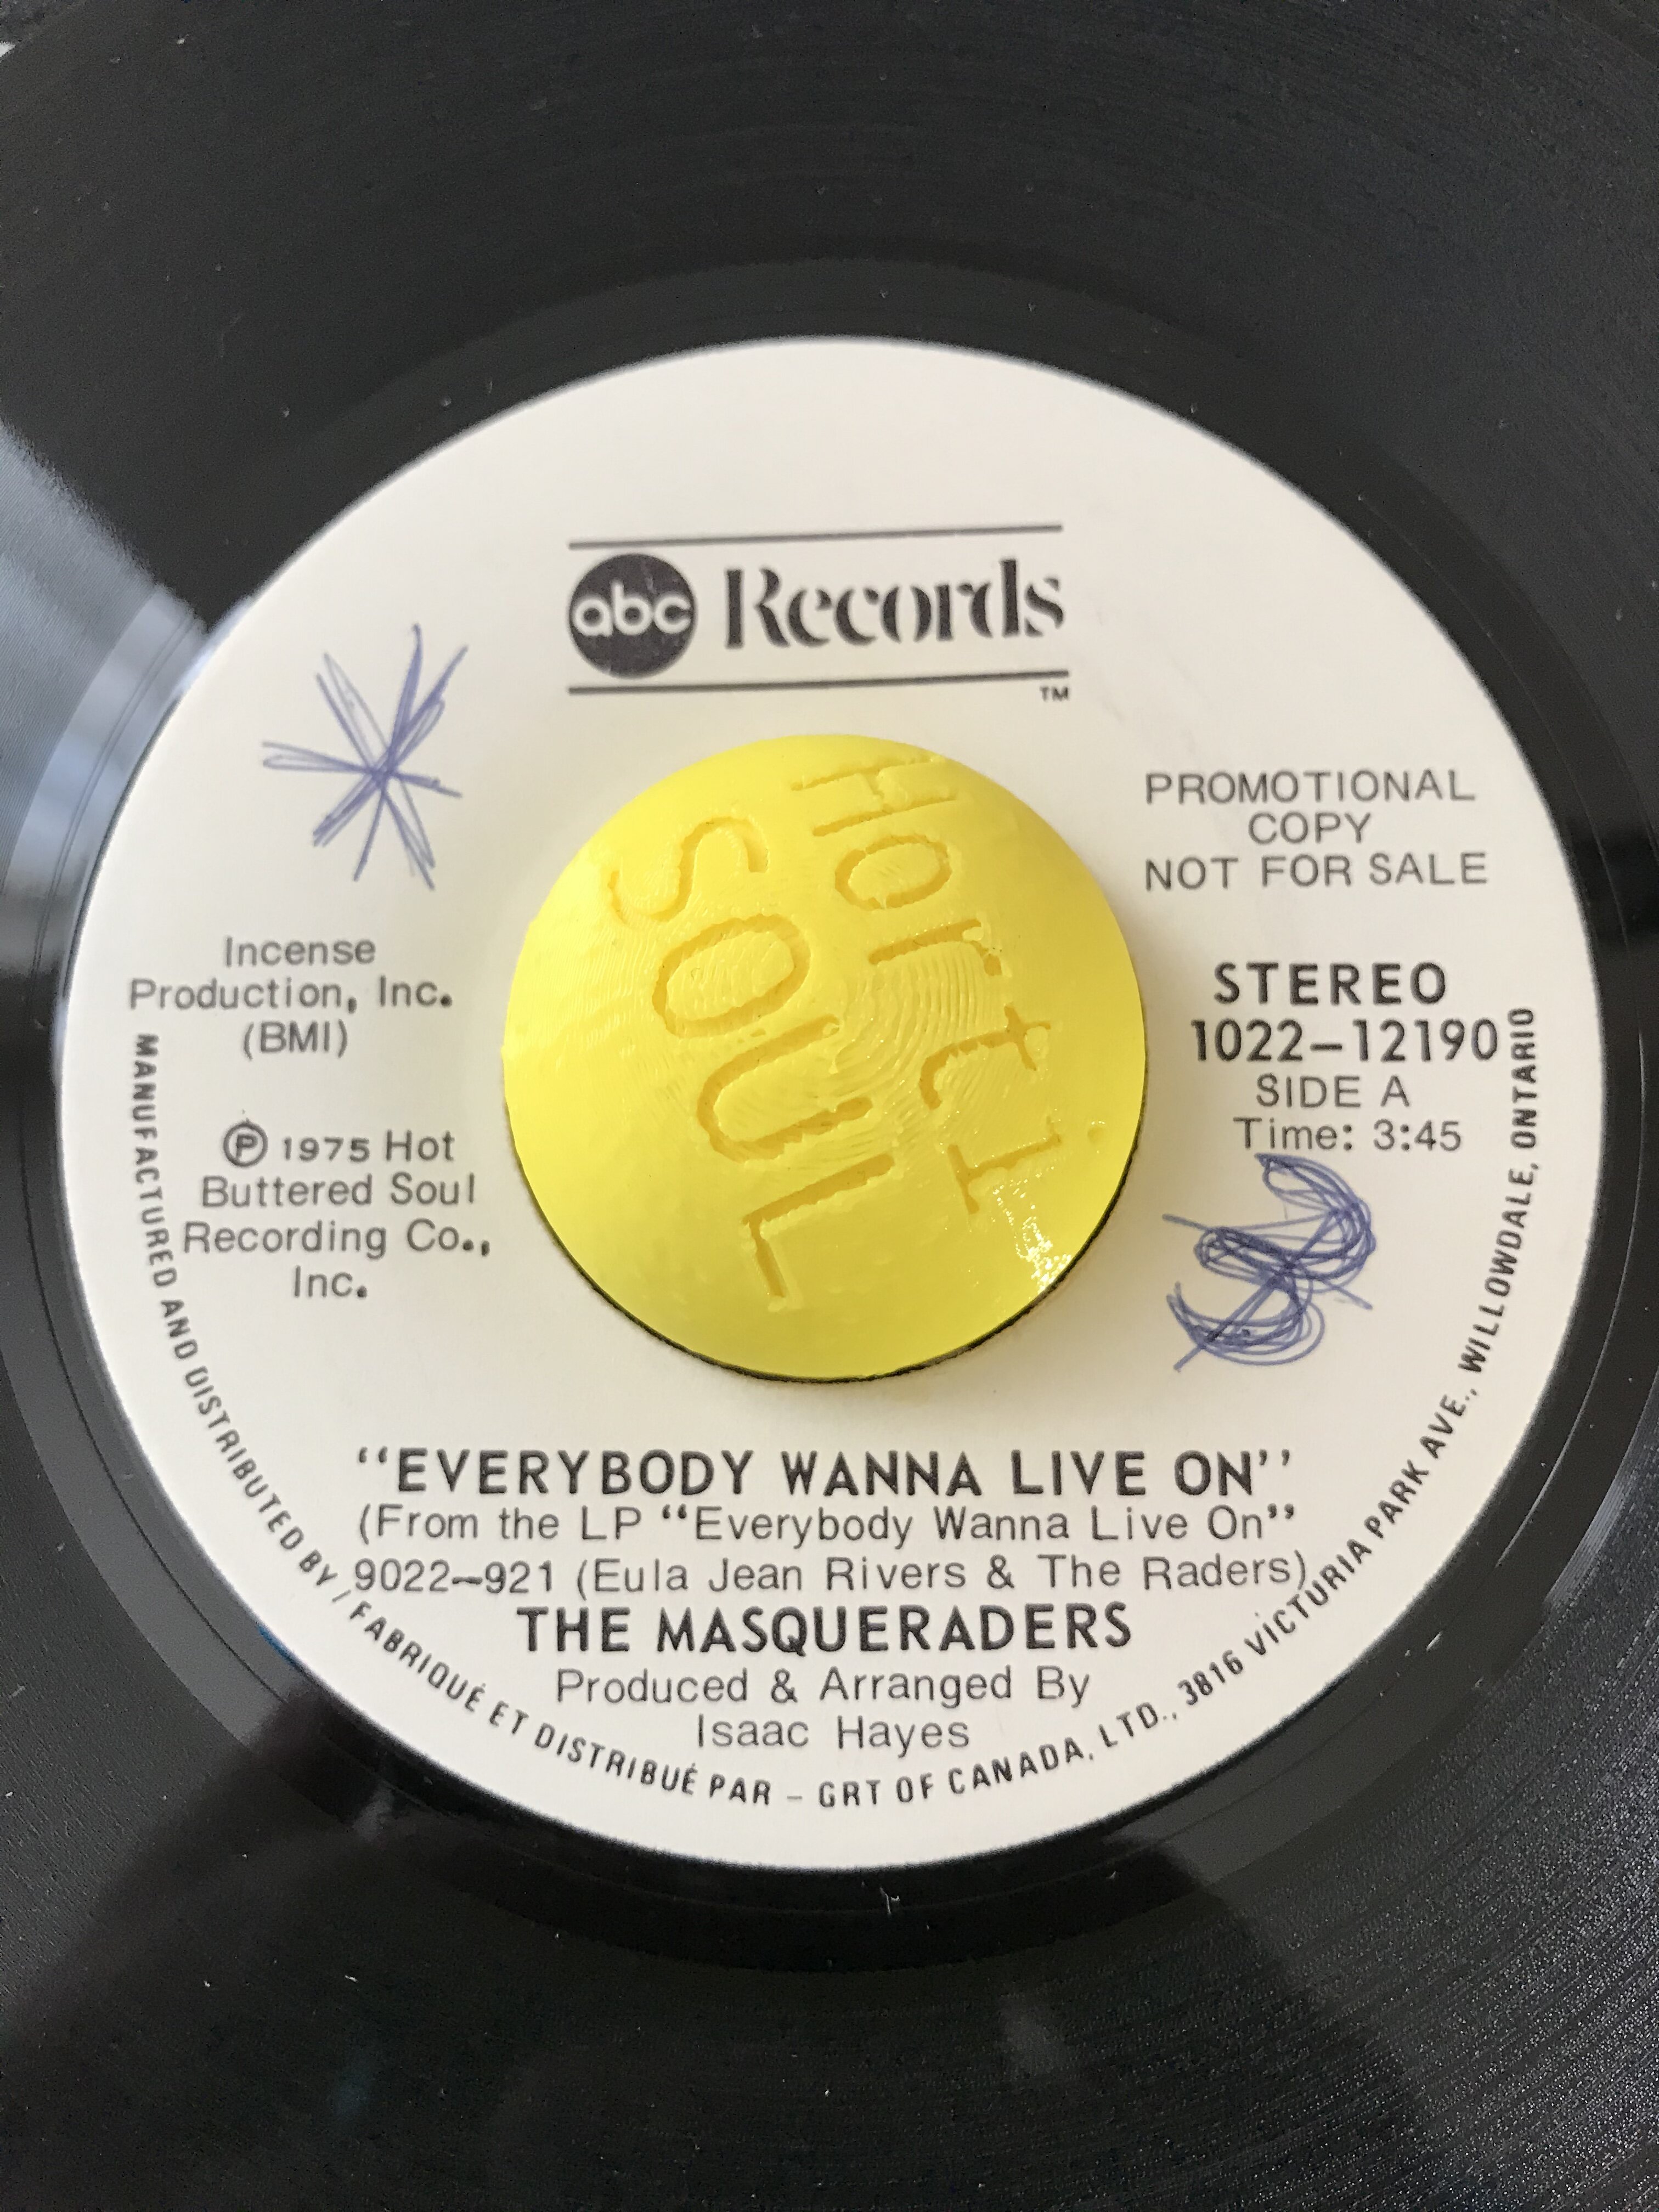 abc Records
TM
PROMOTIONAL
COPY
NOT FOR SALE
Incense
Production, Inc.
(BMI)
℗ 1975 Hot
Buttered Soul
Recording Co.,
Inc.
Horti
SOUL
STEREO
1022-12190
SIDE A
Time: 3:45
"EVERYBODY WANNA LIVE ON"
(From the LP "Everybody Wanna Live On"
9022-921 (Eula Jean Rivers & The Raders)
THE MASQUERADERS
Produced & Arranged By
Isaac Hayes
MANUFACTURED AND DISTRIBUTED BY / FABRIQUÉ ET DISTRIBUÉ PAR - GRT OF CANADA, LTD., 3816 VICTURIA PARK AVE., WILLOWDALE, ONTARIO